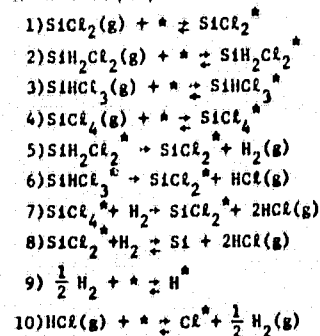 1)SiCl₂(g) + * ⇄ SiCl₂*
2)SiH₂Cl₂(g) + * ⇄ SiH₂Cl₂*
3)SiHCl₃(g) + * ⇄ SiHCl₃*
4)SiCl₄(g) + * ⇄ SiCl₄*
5)SiH₂Cl₂* → SiCl₂* + H₂(g)
6)SiHCl₃* → SiCl₂* + HCl(g)
7)SiCl₄* + H₂ → SiCl₂* + 2HCl(g)
8)SiCl₂* + H₂ ⇄ Si + 2HCl(g)
9) ½ H₂ + * ⇄ H*
10)HCl(g) + * ⇄ Cl* + ½ H₂(g)